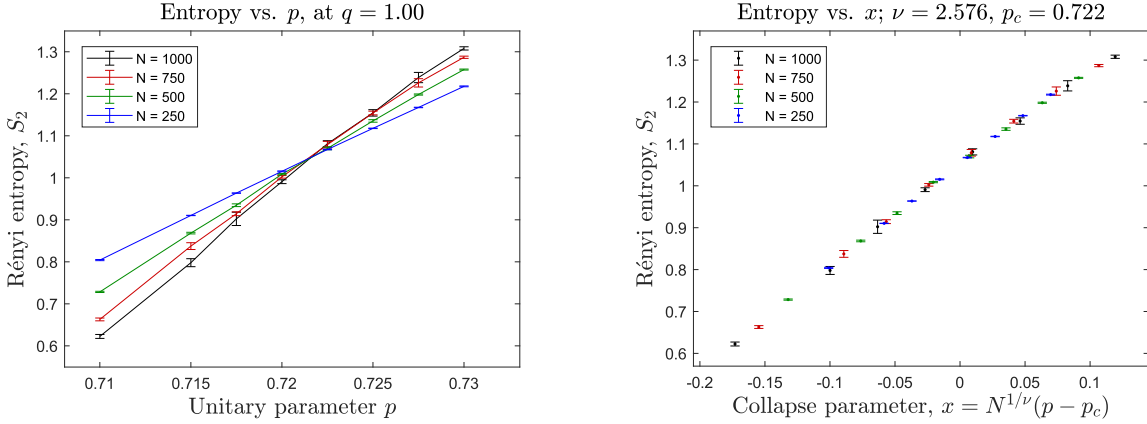 Entropy vs. p, at q = 1.00
Rényi entropy, S₂
1.3
1.2
1.1
1
0.9
0.8
0.7
0.6
N = 1000
N = 750
N = 500
N = 250
0.71
0.715
0.72
0.725
0.73
Unitary parameter p
Entropy vs. x; ν = 2.576, p_c = 0.722
Rényi entropy, S₂
1.3
1.2
1.1
1
0.9
0.8
0.7
0.6
N = 1000
N = 750
N = 500
N = 250
-0.2
-0.15
-0.1
-0.05
0
0.05
0.1
Collapse parameter, x = N^{1/ν}(p − p_c)